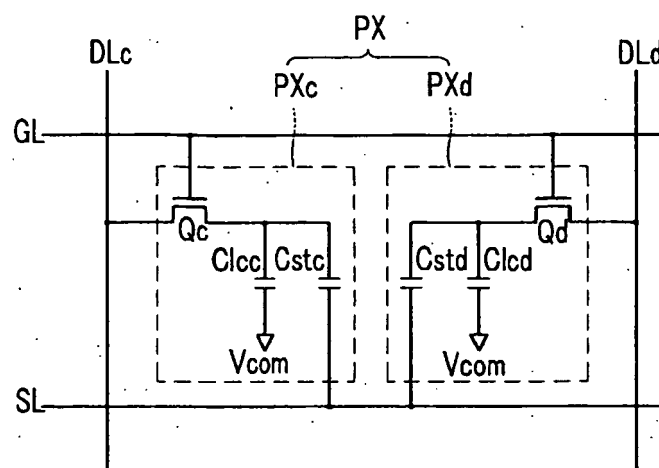 PX
DLc
DLd
PXc
PXd
GL
Qc
Qd
Clcc
Cstc
Cstd
Clcd
Vcom
Vcom
SL